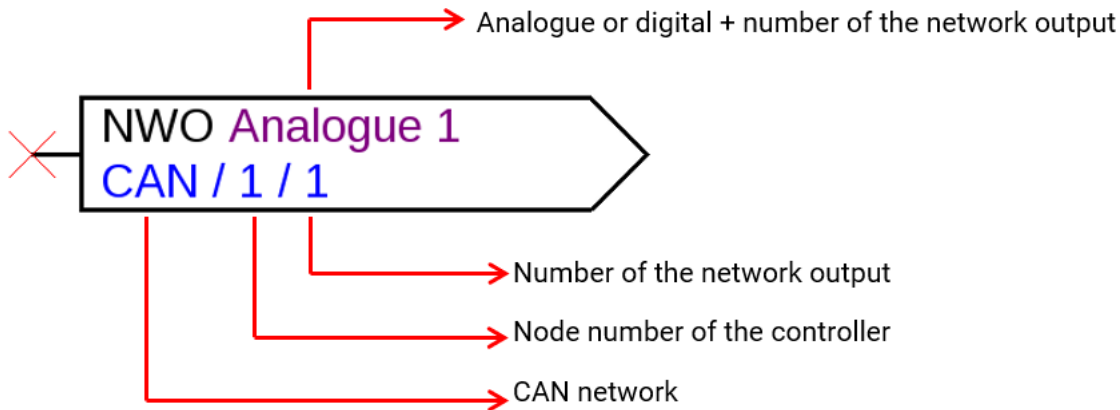 Analogue or digital + number of the network output
NWO Analogue 1
CAN / 1 / 1
Number of the network output
Node number of the controller
CAN network